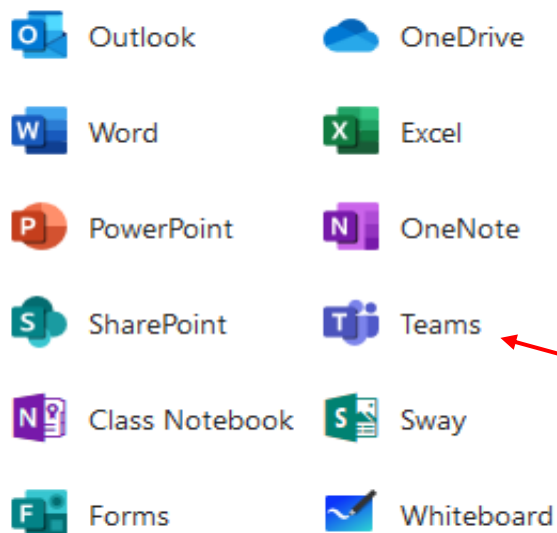 Outlook OneDrive
Word Excel
PowerPoint OneNote
SharePoint Teams
Class Notebook Sway
Forms Whiteboard